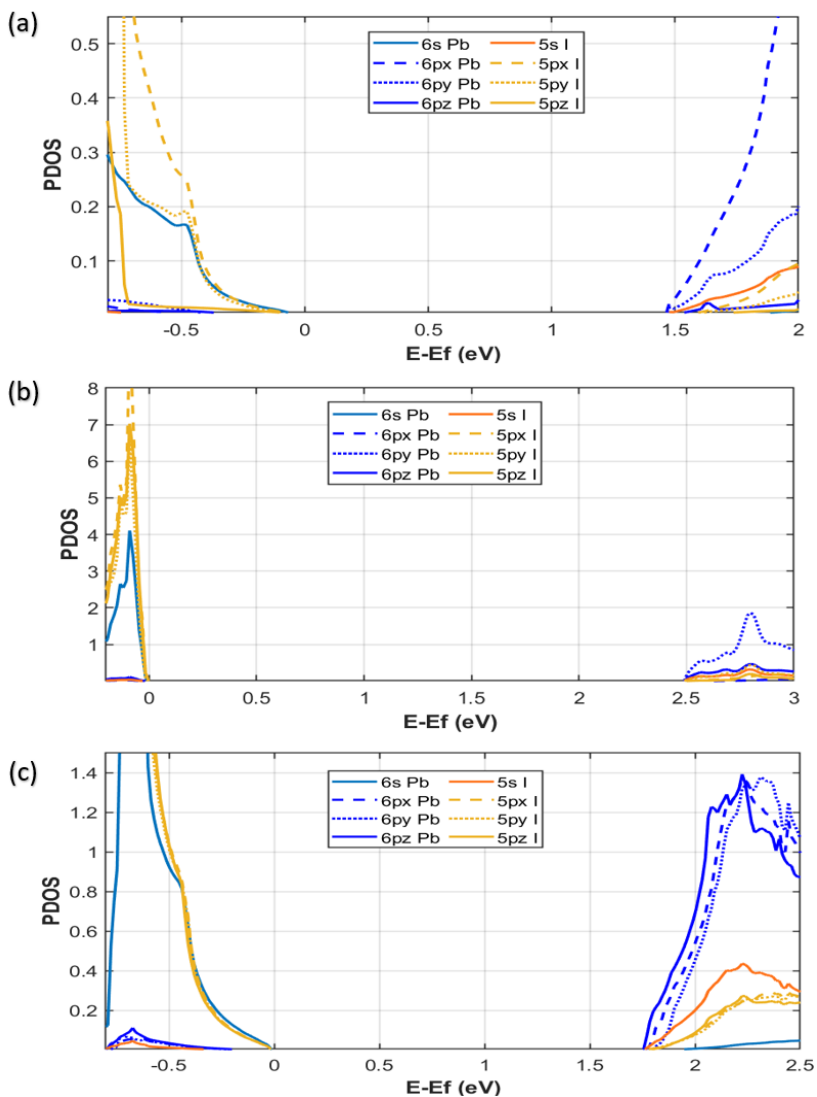 (a)
PDOS
0.5
0.4
0.3
0.2
0.1
6s Pb 5s I
6px Pb 5px I
6py Pb 5py I
6pz Pb 5pz I
-0.5 0 0.5 1 1.5 2
E-Ef (eV)
(b)
PDOS
8
7
6
5
4
3
2
1
6s Pb 5s I
6px Pb 5px I
6py Pb 5py I
6pz Pb 5pz I
0 0.5 1 1.5 2 2.5 3
E-Ef (eV)
(c)
PDOS
1.4
1.2
1
0.8
0.6
0.4
0.2
6s Pb 5s I
6px Pb 5px I
6py Pb 5py I
6pz Pb 5pz I
-0.5 0 0.5 1 1.5 2 2.5
E-Ef (eV)